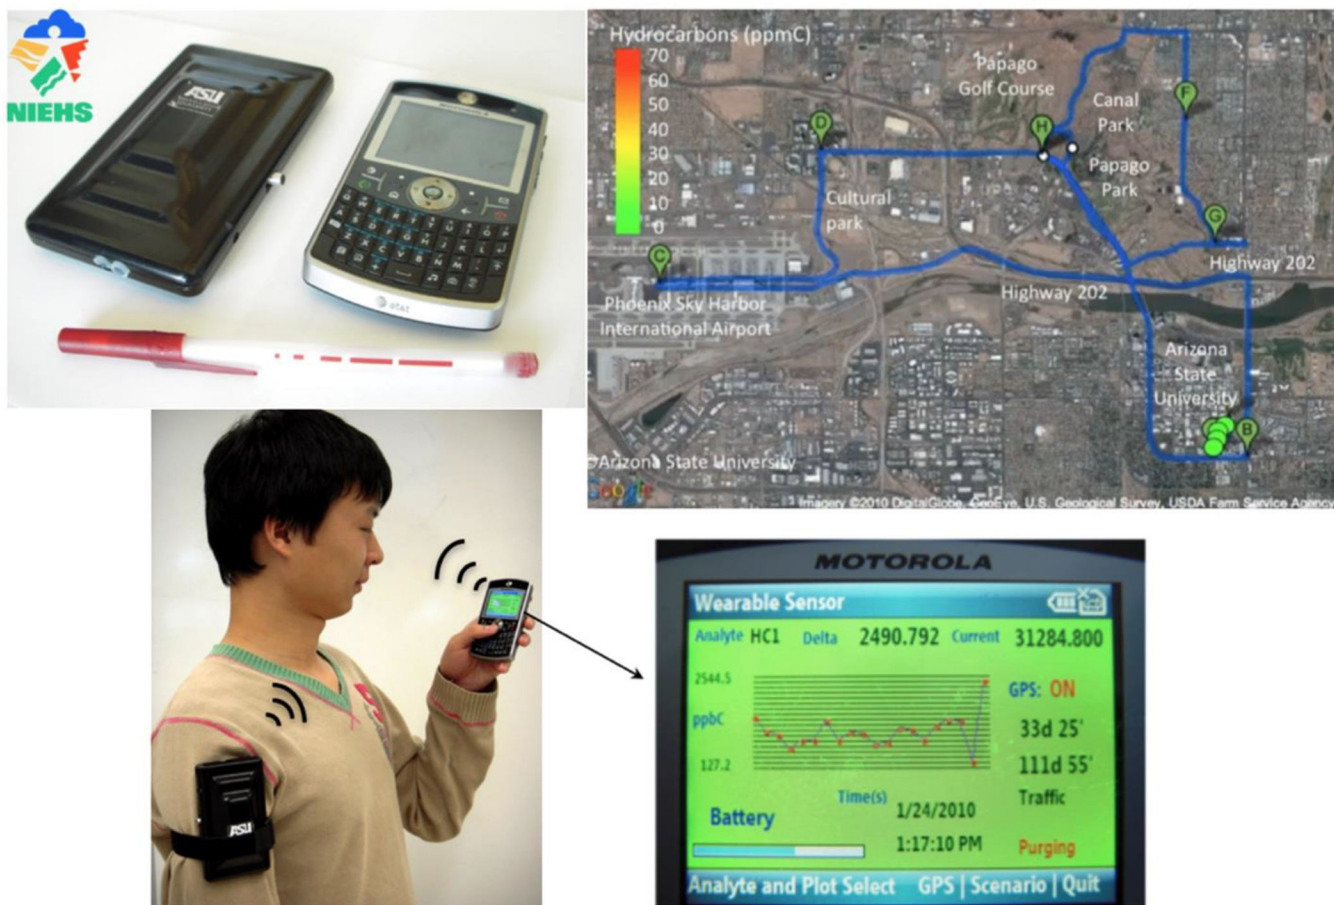 NIEHS
ASU
MOTOROLA
at&t
Hydrocarbons (ppmC)
70
60
50
40
30
20
10
0
Papago
Golf Course
Canal
Park
F
D
H
Papago
Park
Cultural
park
G
C
Highway 202
Highway 202
Phoenix Sky Harbor
International Airport
Arizona
State
University
B
©Arizona State University
Google
Imagery ©2010 DigitalGlobe, GeoEye, U.S. Geological Survey, USDA Farm Service Agency
ASU
MOTOROLA
Wearable Sensor
Analyte HC1 Delta 2490.792 Current 31284.800
2544.5
GPS: ON
ppbC
33d 25'
127.2
111d 55'
Time(s)
1/24/2010
Traffic
Battery
1:17:10 PM
Purging
Analyte and Plot Select GPS | Scenario | Quit